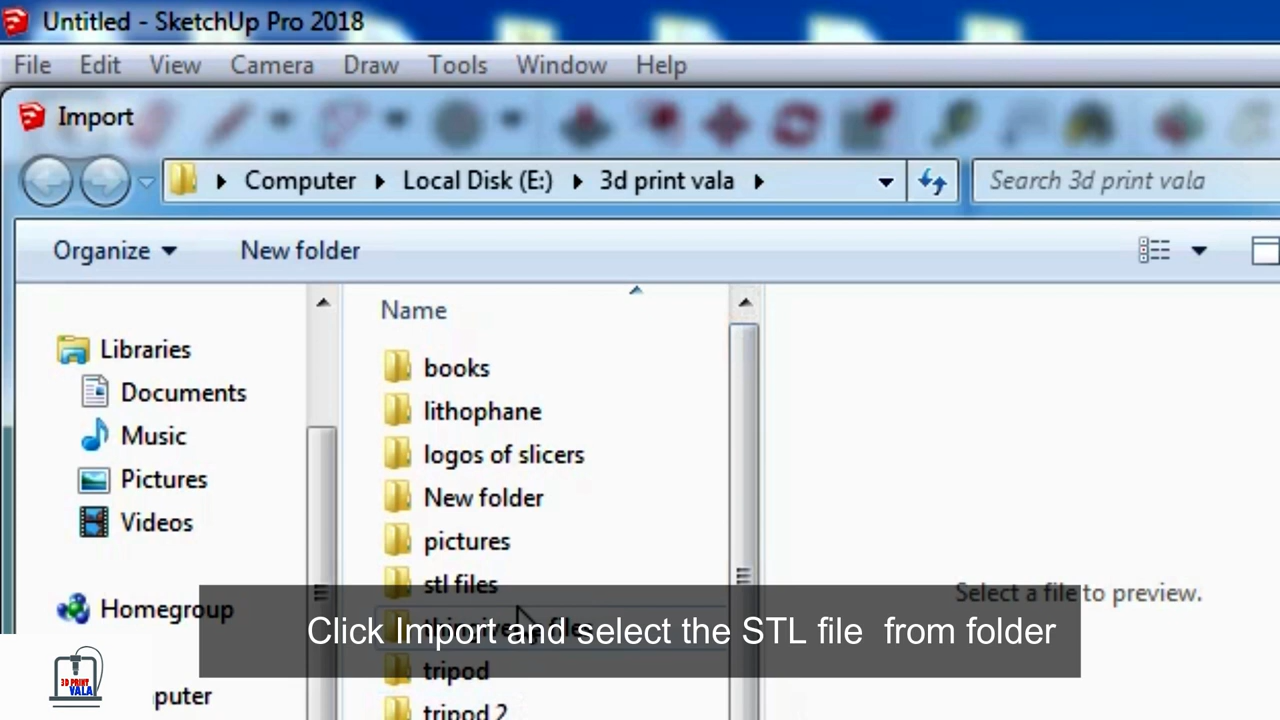 Untitled - SketchUp Pro 2018
File Edit View Camera Draw Tools Window Help
Import
Computer Local Disk (E:) 3d print vala
Search 3d print vala
Organize New folder
Name
Libraries
Documents
Music
Pictures
Videos
Homegroup
puter
books
lithophane
logos of slicers
New folder
pictures
stl files
tripod
tripod 2
Select a file to preview.
Click Import and select the STL file from folder
3D PRINT
VALA